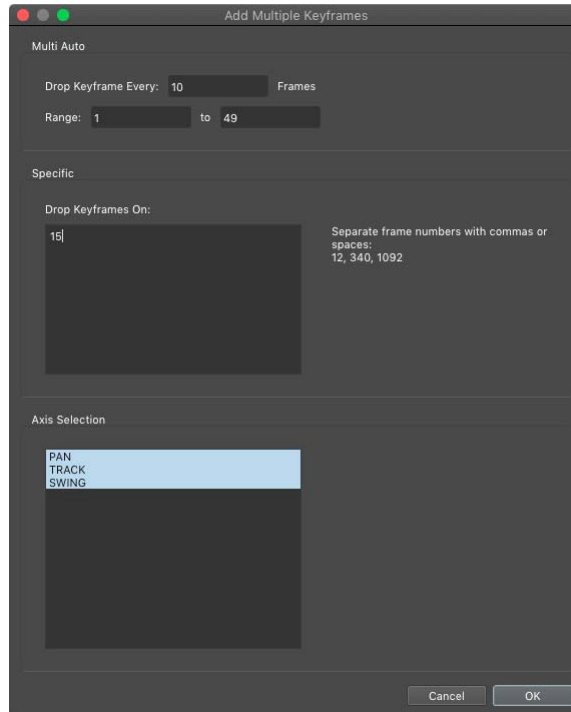 Add Multiple Keyframes
Multi Auto
Drop Keyframe Every: 10 Frames
Range: 1 to 49
Specific
Drop Keyframes On:
15
Separate frame numbers with commas or
spaces:
12, 340, 1092
Axis Selection
PAN
TRACK
SWING
Cancel OK